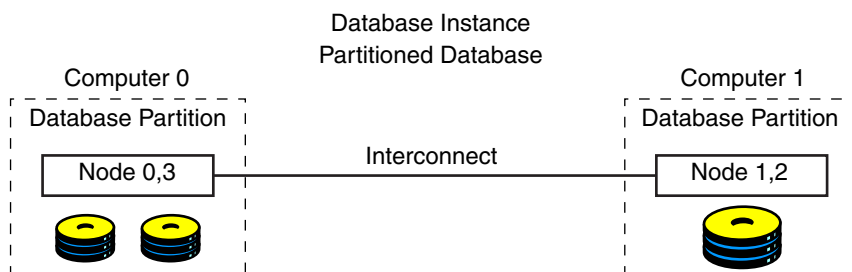 Database Instance
Partitioned Database
Computer 0
Computer 1
Database Partition
Database Partition
Node 0,3
Interconnect
Node 1,2